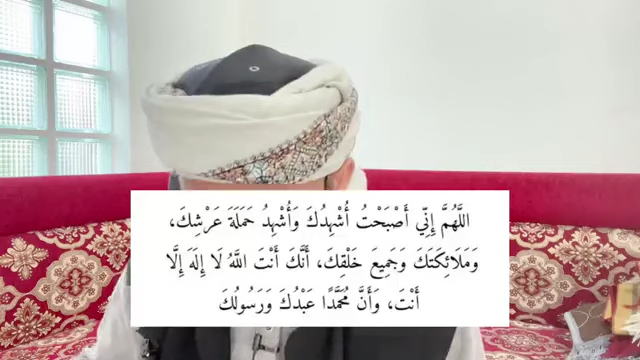 اللَّهُمَّ إِنِّي أَصْبَحْتُ أُشْهِدُكَ وَأُشْهِدُ حَمَلَةَ عَرْشِكَ،
وَمَلَائِكَتَكَ وَجَمِيعَ خَلْقِكَ، أَنَّكَ أَنْتَ اللَّهُ لَا إِلَهَ إِلَّا
أَنْتَ، وَأَنَّ مُحَمَّدًا عَبْدُكَ وَرَسُولُكَ